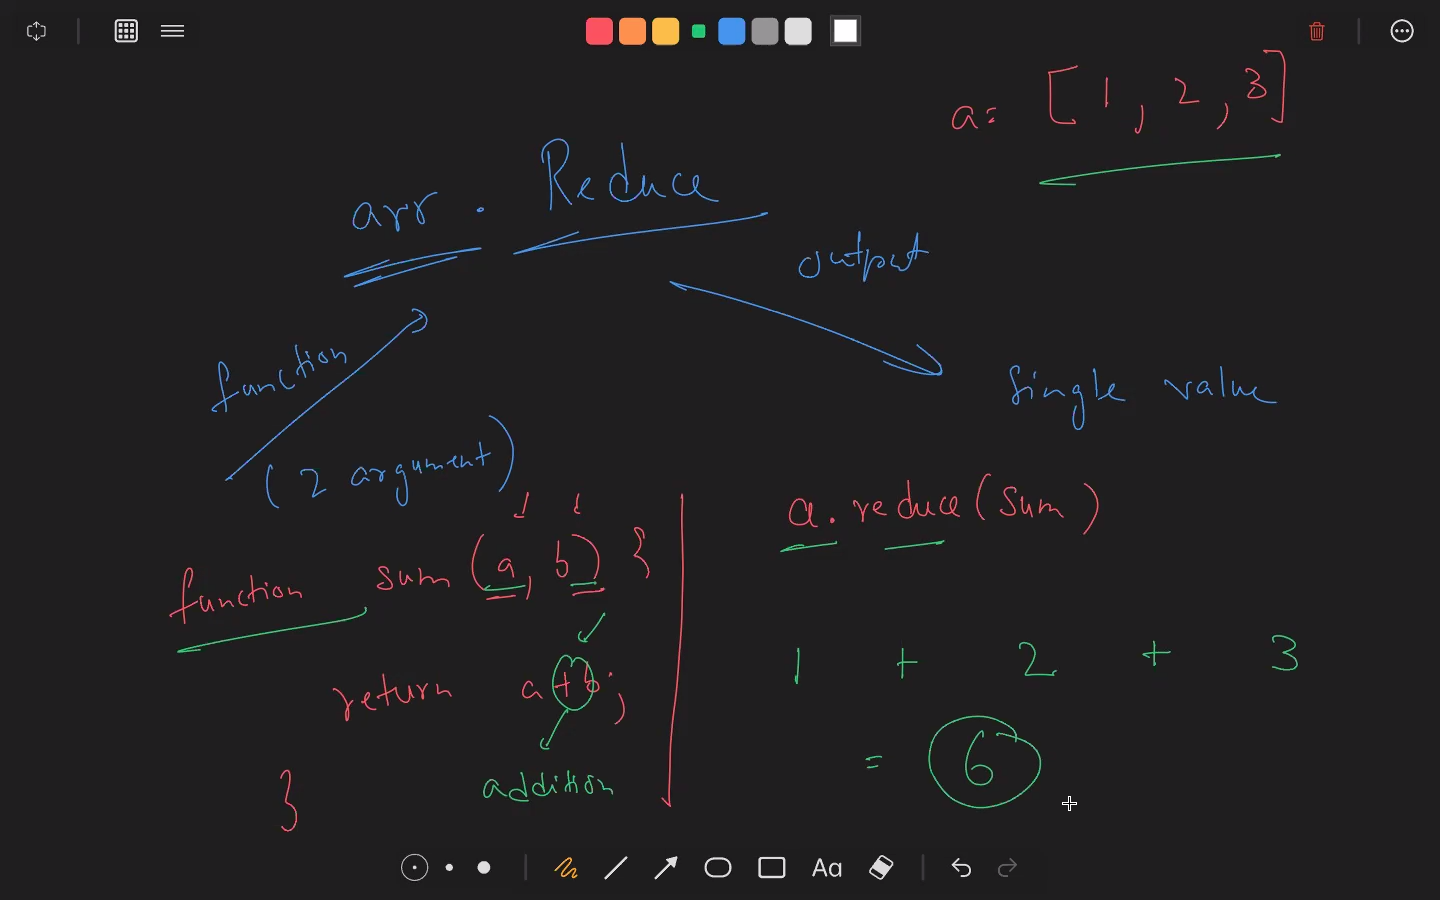 a= [1, 2, 3]
arr. Reduce
output
function
single value
(2 argument)
a. reduce (sum)
function sum (a, b) {
1 + 2 + 3
return a+b;
= 6
addition
}
Aa